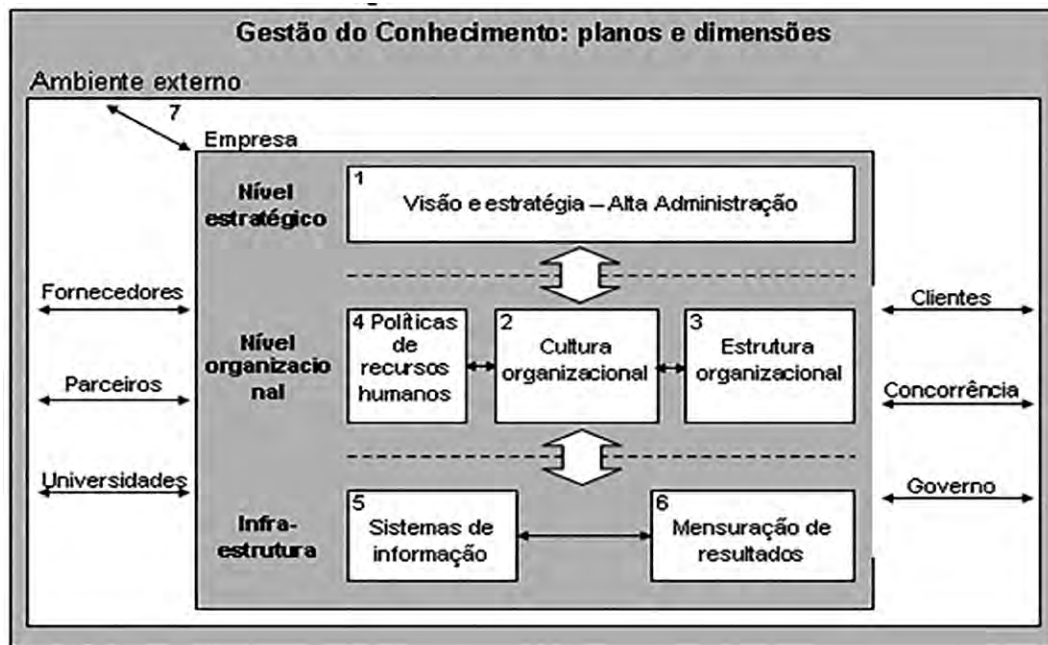 Gestão do Conhecimento: planos e dimensões
Ambiente externo
7
Empresa
Nível
estratégico
1
Visão e estratégia – Alta Administração
Fornecedores
Parceiros
Universidades
Nível
organizacio
nal
4 Políticas
de
recursos
humanos
2
Cultura
organizacional
3
Estrutura
organizacional
Clientes
Concorrência
Governo
Infra-
estrutura
5
Sistemas de
informação
6
Mensuração de
resultados